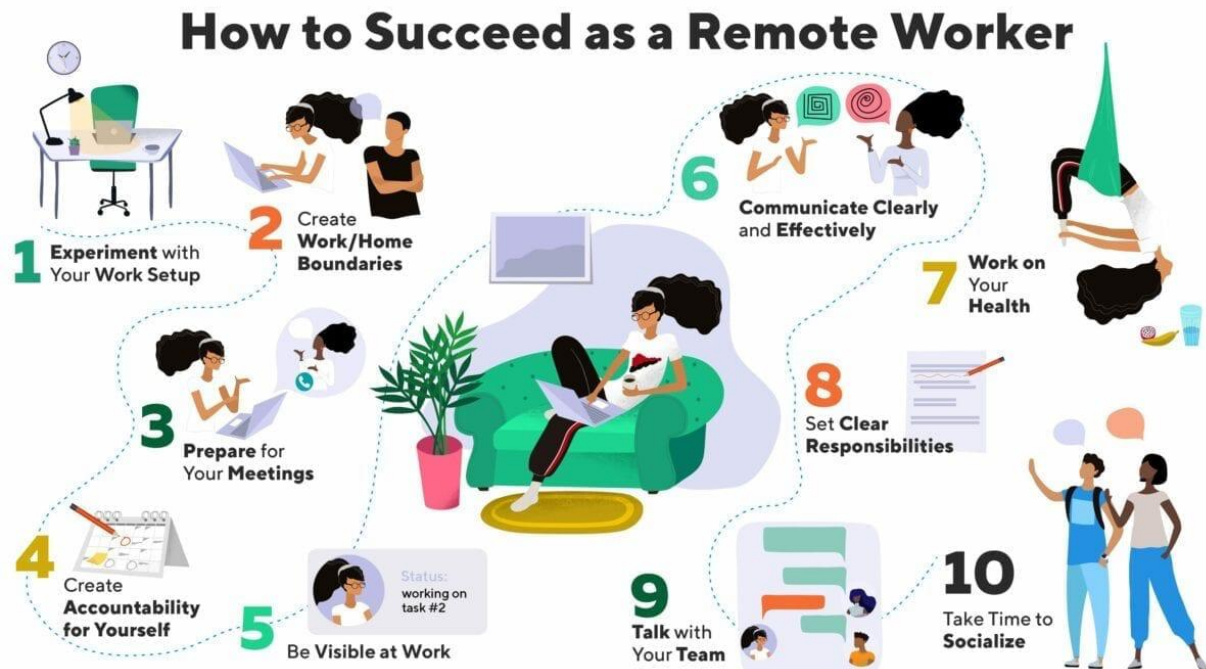 How to Succeed as a Remote Worker
1
Experiment with
Your Work Setup
2
Create
Work/Home
Boundaries
3
Prepare for
Your Meetings
4
Create
Accountability
for Yourself
5
Status:
working on
task #2
Be Visible at Work
6
Communicate Clearly
and Effectively
7
Work on
Your
Health
8
Set Clear
Responsibilities
9
Talk with
Your Team
10
Take Time to
Socialize